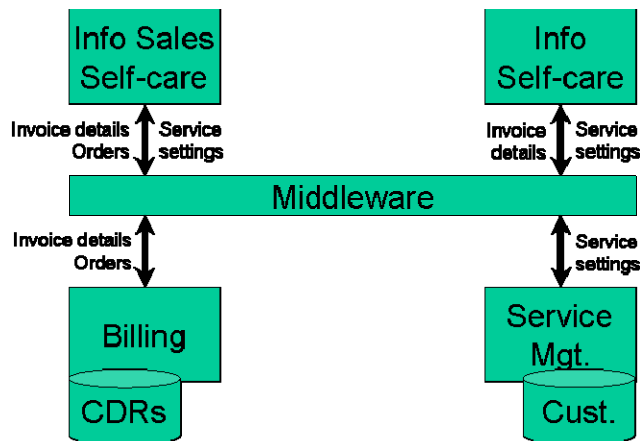 Info Sales
Self-care
Info
Self-care
Invoice details
Orders
Service
settings
Invoice
details
Service
settings
Middleware
Invoice details
Orders
Service
settings
Billing
Service
Mgt.
CDRs
Cust.